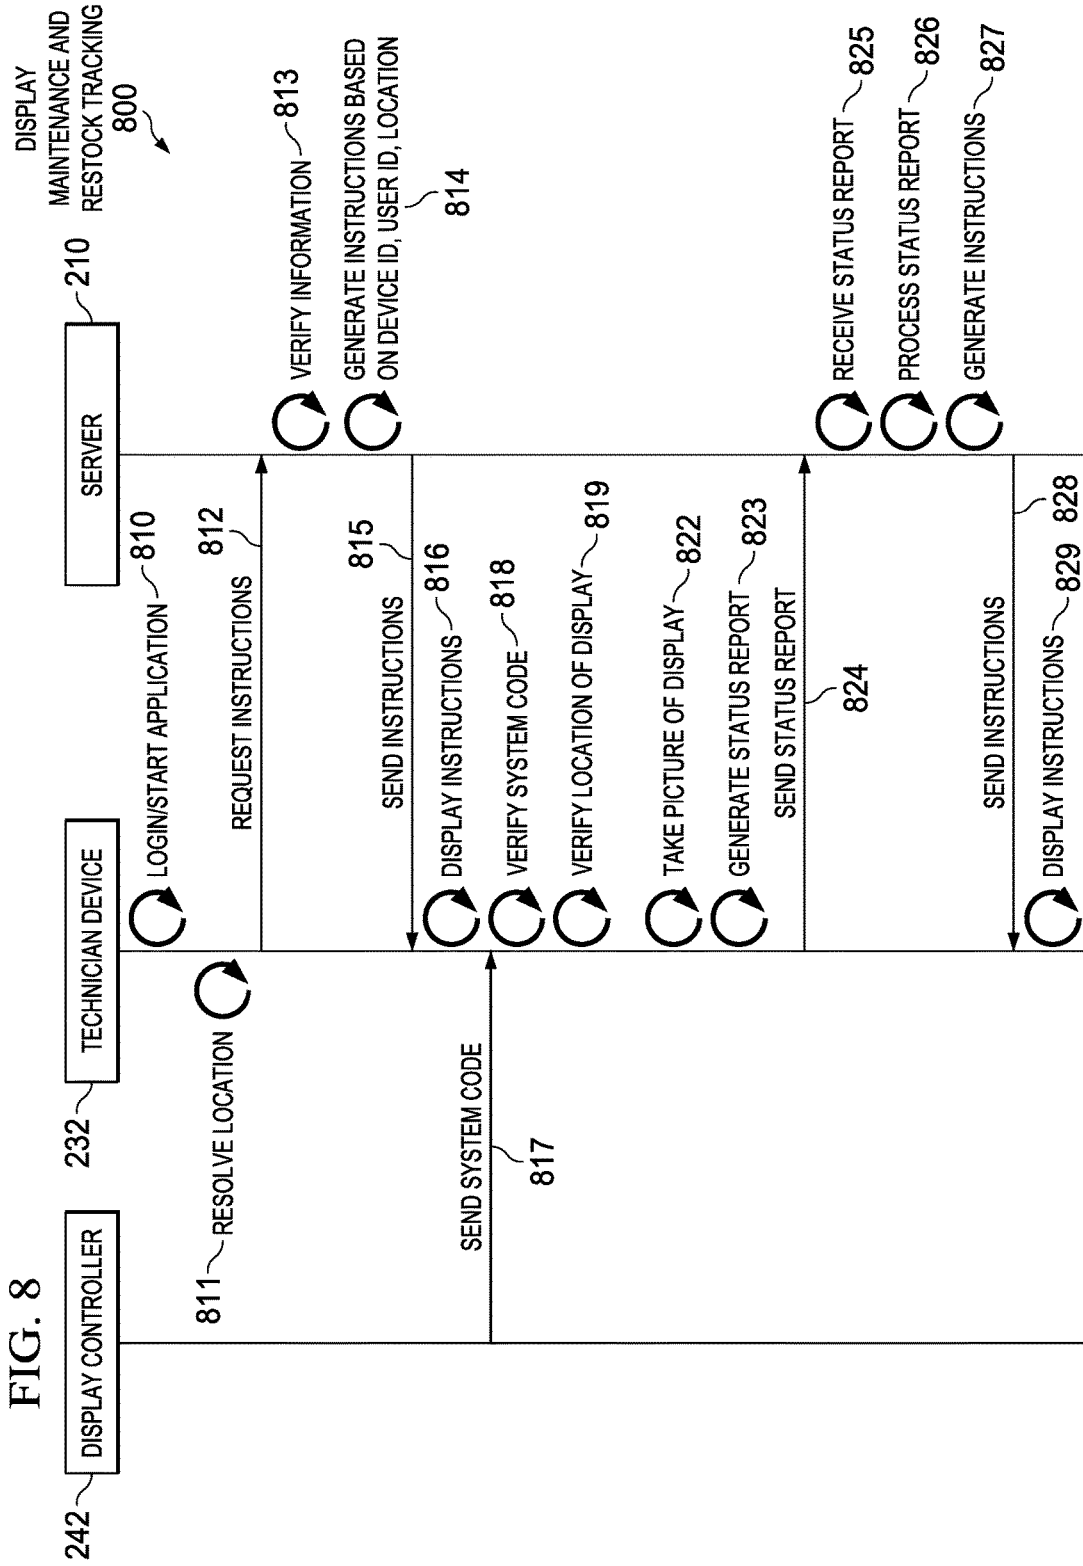 FIG. 8
DISPLAY
MAINTENANCE AND
RESTOCK TRACKING
800
242
DISPLAY CONTROLLER
232
TECHNICIAN DEVICE
SERVER
210
LOGIN/START APPLICATION
810
811
RESOLVE LOCATION
REQUEST INSTRUCTIONS
812
VERIFY INFORMATION
813
GENERATE INSTRUCTIONS BASED
ON DEVICE ID, USER ID, LOCATION
814
SEND INSTRUCTIONS
815
DISPLAY INSTRUCTIONS
816
SEND SYSTEM CODE
817
VERIFY SYSTEM CODE
818
VERIFY LOCATION OF DISPLAY
819
TAKE PICTURE OF DISPLAY
822
GENERATE STATUS REPORT
823
SEND STATUS REPORT
824
RECEIVE STATUS REPORT
825
PROCESS STATUS REPORT
826
GENERATE INSTRUCTIONS
827
SEND INSTRUCTIONS
828
DISPLAY INSTRUCTIONS
829